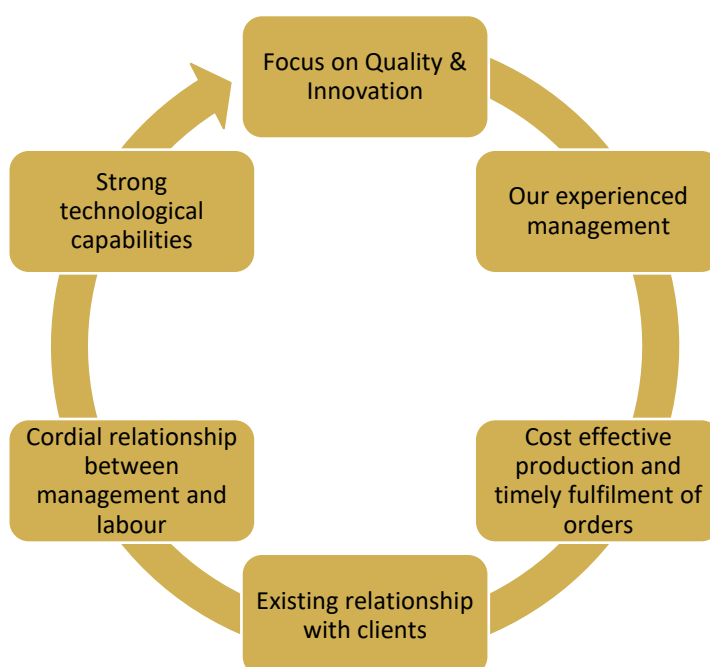 Focus on Quality &
Innovation
Our experienced
management
Cost effective
production and
timely fulfilment of
orders
Existing relationship
with clients
Cordial relationship
between
management and
labour
Strong
technological
capabilities